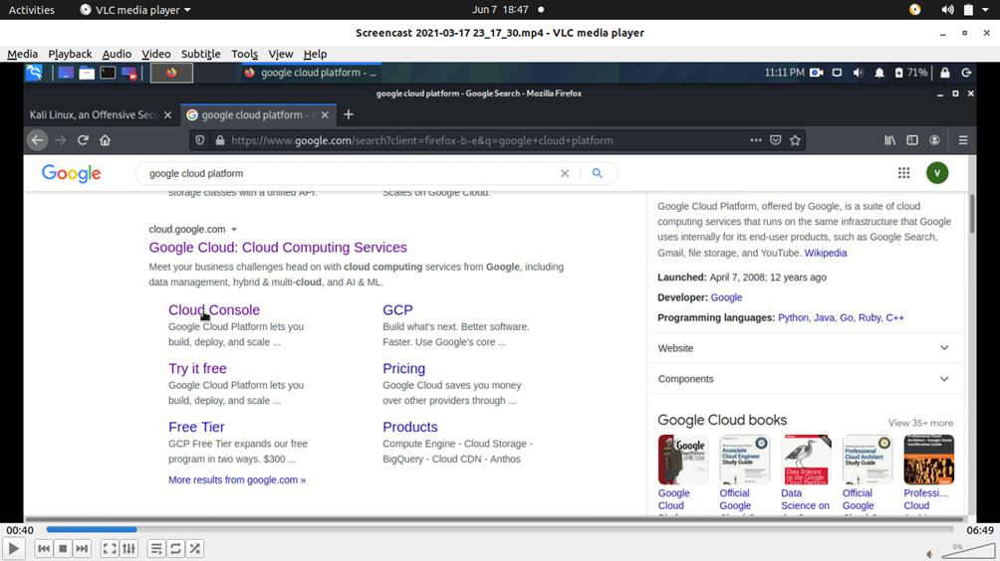 Activities VLC media player Jun 7 18:47
Screencast 2021-03-17 23_17_30.mp4 - VLC media player
Media Playback Audio Video Subtitle Tools View Help
google cloud platform - ... 11:11 PM 71%
google cloud platform - Google Search - Mozilla Firefox
Kali Linux, an Offensive Secu google cloud platform -
https://www.google.com/search?client=firefox-b-e&q=google+cloud+platform
Google google cloud platform V
storage classes with a unified API. Scales on Google Cloud.
cloud.google.com
Google Cloud: Cloud Computing Services
Meet your business challenges head on with cloud computing services from Google, including
data management, hybrid & multi-cloud, and AI & ML.
Cloud Console
Google Cloud Platform lets you
build, deploy, and scale ...
GCP
Build what's next. Better software.
Faster. Use Google's core ...
Try it free
Google Cloud Platform lets you
build, deploy, and scale ...
Pricing
Google Cloud saves you money
over other providers through ...
Free Tier
GCP Free Tier expands our free
program in two ways. $300 ...
Products
Compute Engine - Cloud Storage -
BigQuery - Cloud CDN - Anthos
More results from google.com »
Google Cloud Platform, offered by Google, is a suite of cloud
computing services that runs on the same infrastructure that Google
uses internally for its end-user products, such as Google Search,
Gmail, file storage, and YouTube. Wikipedia
Launched: April 7, 2008; 12 years ago
Developer: Google
Programming languages: Python, Java, Go, Ruby, C++
Website
Components
Google Cloud books View 35+ more
Google
Cloud
Official
Google
Data
Science on
Official
Google
Professi...
Cloud
00:40 06:49
0%